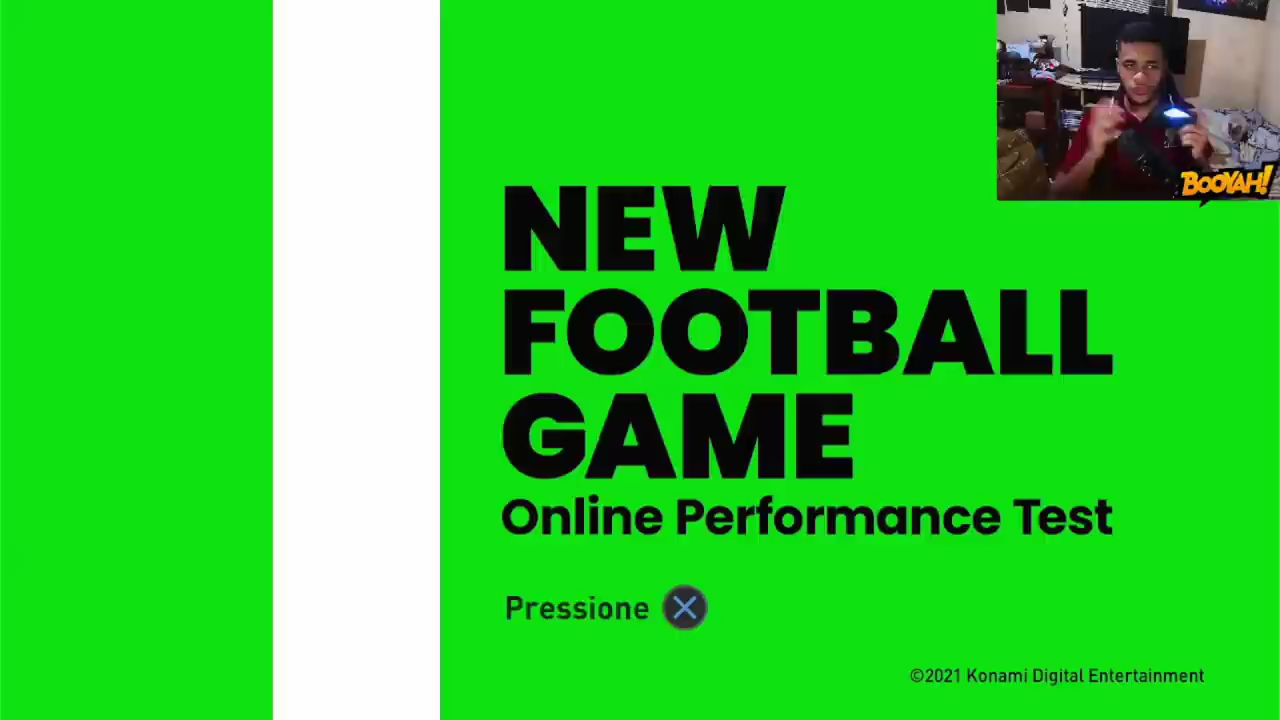 BOOYAH!
NEW
FOOTBALL
GAME
Online Performance Test
Pressione
©2021 Konami Digital Entertainment